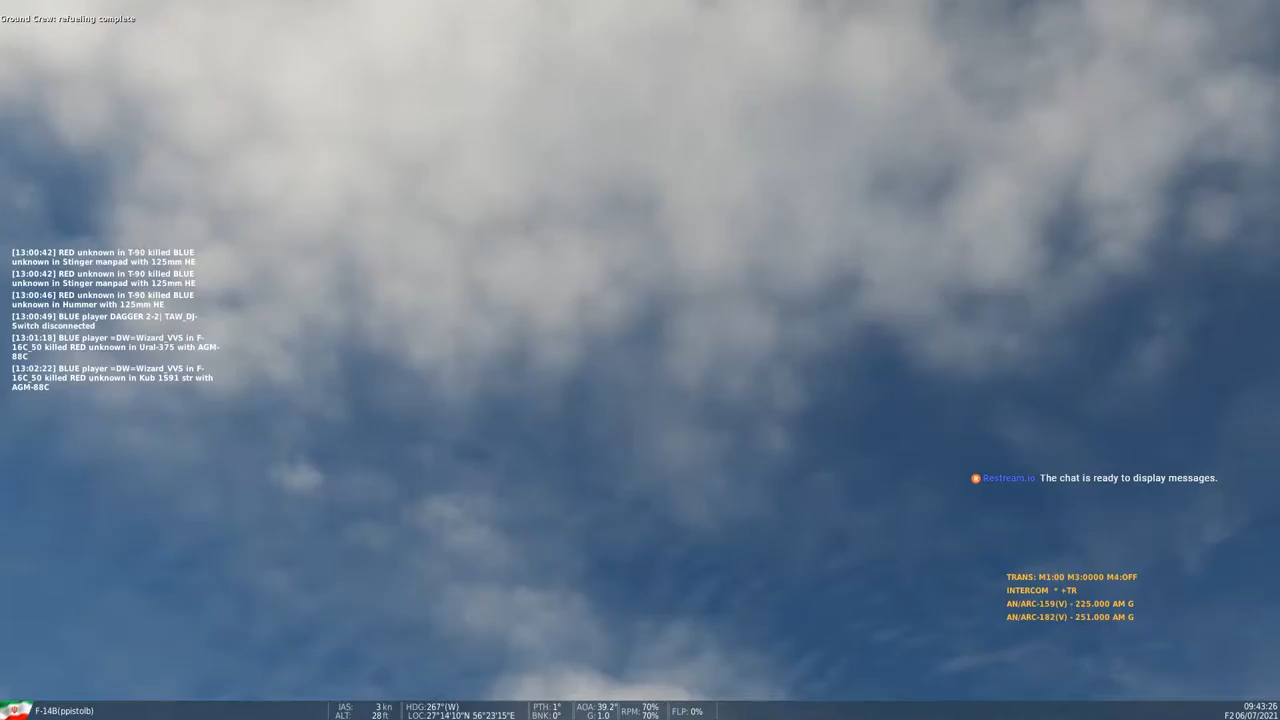 Ground Crew: refueling complete
[13:00:42] RED unknown in T-90 killed BLUE
unknown in Stinger manpad with 125mm HE
[13:00:42] RED unknown in T-90 killed BLUE
unknown in Stinger manpad with 125mm HE
[13:00:46] RED unknown in T-90 killed BLUE
unknown in Hummer with 125mm HE
[13:00:49] BLUE player DAGGER 2-2| TAW_DJ-
Switch disconnected
[13:01:18] BLUE player =DW=Wizard_VVS in F-
16C_50 killed RED unknown in Ural-375 with AGM-
88C
[13:02:22] BLUE player =DW=Wizard_VVS in F-
16C_50 killed RED unknown in Kub 1S91 str with
AGM-88C
Restream.io The chat is ready to display messages.
TRANS: M1:00 M3:0000 M4:OFF
INTERCOM * +TR
AN/ARC-159(V) - 225.000 AM G
AN/ARC-182(V) - 251.000 AM G
F-14B(ppistolb)
IAS: 3 kn
ALT: 28 ft
HDG:267°(W)
LOC:27°14'10"N 56°23'15"E
PTH: 1°
BNK: 0°
AOA: 39.2°
G: 1.0
RPM: 70%
70%
FLP: 0%
09:43:26
F2 06/07/2021